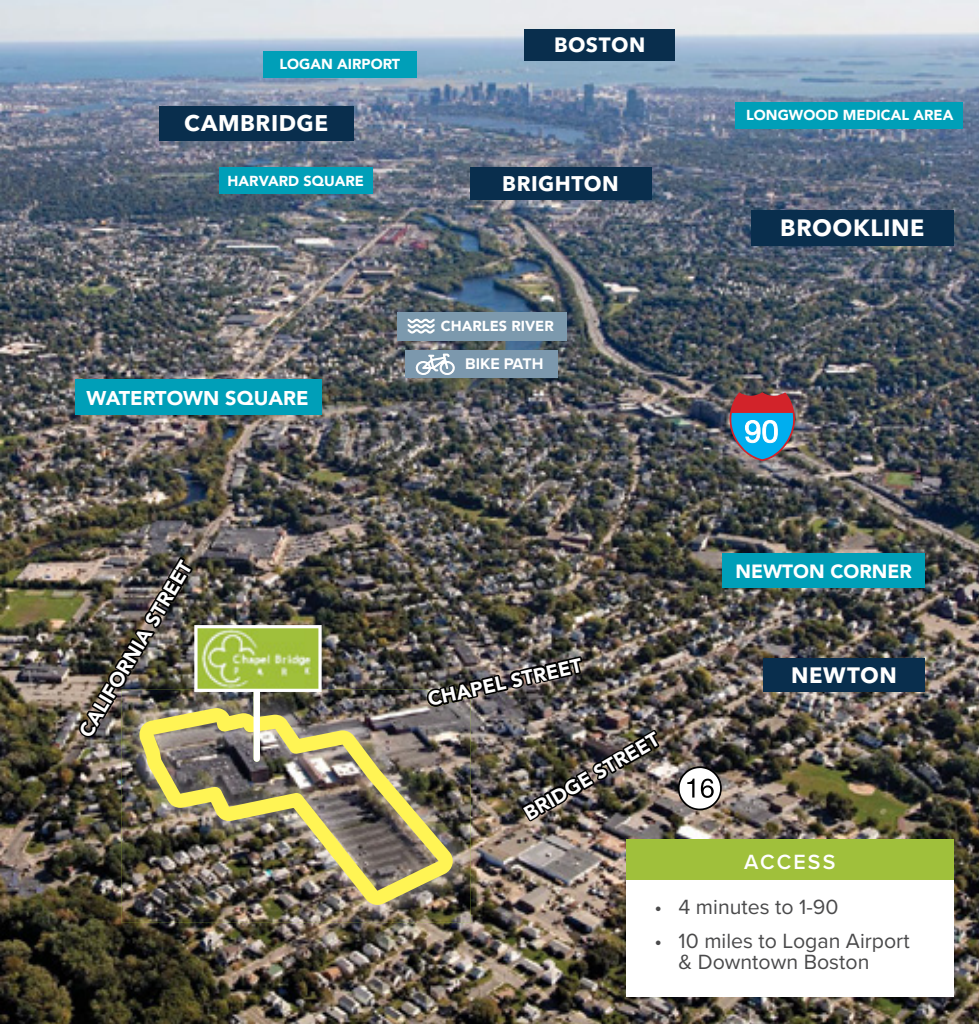 BOSTON
LOGAN AIRPORT
LONGWOOD MEDICAL AREA
CAMBRIDGE
HARVARD SQUARE
BRIGHTON
BROOKLINE
CHARLES RIVER
BIKE PATH
WATERTOWN SQUARE
90
NEWTON CORNER
CALIFORNIA STREET
Chapel Bridge
PARK
CHAPEL STREET
NEWTON
BRIDGE STREET
16
ACCESS
• 4 minutes to 1-90
• 10 miles to Logan Airport
& Downtown Boston